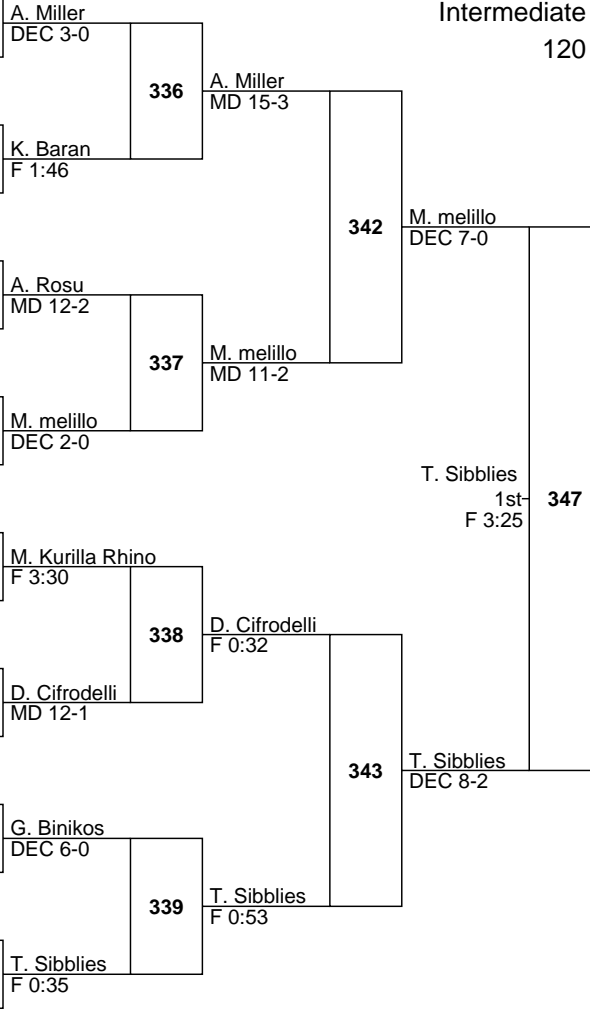 Intermediate
120
A. Miller
DEC 3-0
336
A. Miller
MD 15-3
K. Baran
F 1:46
342
M. melillo
DEC 7-0
A. Rosu
MD 12-2
337
M. melillo
MD 11-2
M. melillo
DEC 2-0
T. Sibblies
1st
F 3:25
347
M. Kurilla Rhino
F 3:30
338
D. Cifrodelli
F 0:32
D. Cifrodelli
MD 12-1
343
T. Sibblies
DEC 8-2
G. Binikos
DEC 6-0
339
T. Sibblies
F 0:53
T. Sibblies
F 0:35